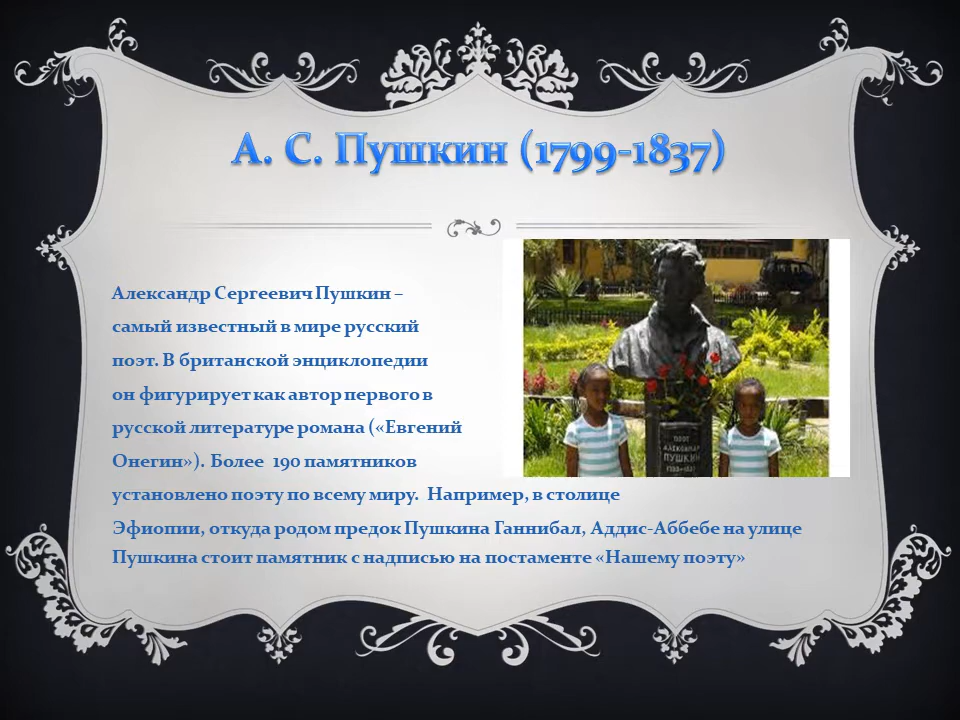 А. С. Пушкин (1799-1837)
Александр Сергеевич Пушкин –
самый известный в мире русский
поэт. В британской энциклопедии
он фигурирует как автор первого в
русской литературе романа («Евгений
Онегин»). Более 190 памятников
установлено поэту по всему миру. Например, в столице
Эфиопии, откуда родом предок Пушкина Ганнибал, Аддис-Аббебе на улице
Пушкина стоит памятник с надписью на постаменте «Нашему поэту»
АЛЕКСАНДР
ПУШКИН